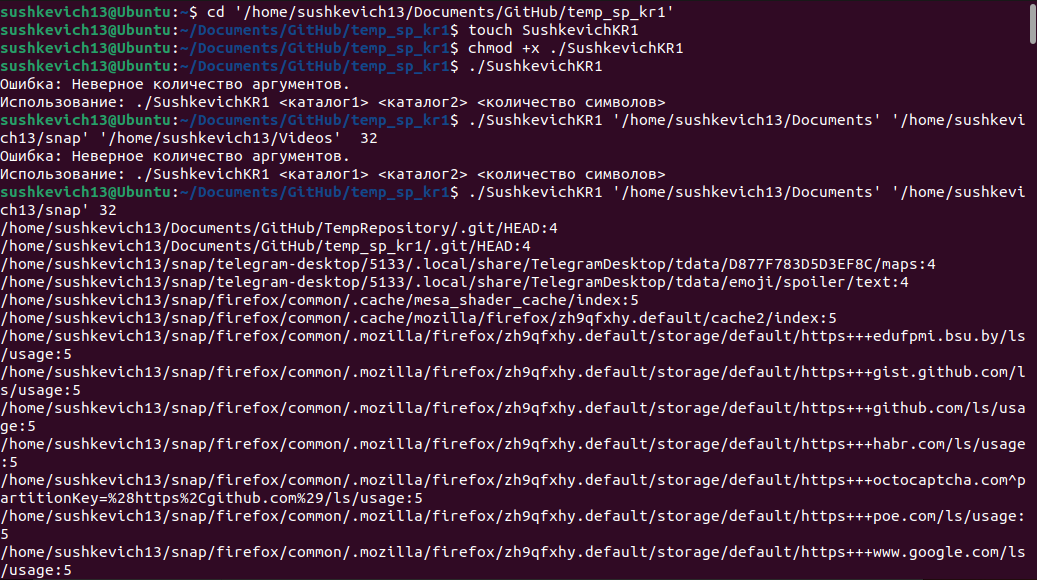 sushkevich13@Ubuntu:~$ cd '/home/sushkevich13/Documents/GitHub/temp_sp_kr1'
sushkevich13@Ubuntu:~/Documents/GitHub/temp_sp_kr1$ touch SushkevichKR1
sushkevich13@Ubuntu:~/Documents/GitHub/temp_sp_kr1$ chmod +x ./SushkevichKR1
sushkevich13@Ubuntu:~/Documents/GitHub/temp_sp_kr1$ ./SushkevichKR1
Ошибка: Неверное количество аргументов.
Использование: ./SushkevichKR1 <каталог1> <каталог2> <количество символов>
sushkevich13@Ubuntu:~/Documents/GitHub/temp_sp_kr1$ ./SushkevichKR1 '/home/sushkevich13/Documents' '/home/sushkevi
ch13/snap' '/home/sushkevich13/Videos'  32
Ошибка: Неверное количество аргументов.
Использование: ./SushkevichKR1 <каталог1> <каталог2> <количество символов>
sushkevich13@Ubuntu:~/Documents/GitHub/temp_sp_kr1$ ./SushkevichKR1 '/home/sushkevich13/Documents' '/home/sushkevi
ch13/snap' 32
/home/sushkevich13/Documents/GitHub/TempRepository/.git/HEAD:4
/home/sushkevich13/Documents/GitHub/temp_sp_kr1/.git/HEAD:4
/home/sushkevich13/snap/telegram-desktop/5133/.local/share/TelegramDesktop/tdata/D877F783D5D3EF8C/maps:4
/home/sushkevich13/snap/telegram-desktop/5133/.local/share/TelegramDesktop/tdata/emoji/spoiler/text:4
/home/sushkevich13/snap/firefox/common/.cache/mesa_shader_cache/index:5
/home/sushkevich13/snap/firefox/common/.cache/mozilla/firefox/zh9qfxhy.default/cache2/index:5
/home/sushkevich13/snap/firefox/common/.mozilla/firefox/zh9qfxhy.default/storage/default/https+++edufpmi.bsu.by/ls
/usage:5
/home/sushkevich13/snap/firefox/common/.mozilla/firefox/zh9qfxhy.default/storage/default/https+++gist.github.com/l
s/usage:5
/home/sushkevich13/snap/firefox/common/.mozilla/firefox/zh9qfxhy.default/storage/default/https+++github.com/ls/usa
ge:5
/home/sushkevich13/snap/firefox/common/.mozilla/firefox/zh9qfxhy.default/storage/default/https+++habr.com/ls/usage
:5
/home/sushkevich13/snap/firefox/common/.mozilla/firefox/zh9qfxhy.default/storage/default/https+++octocaptcha.com^p
artitionKey=%28https%2Cgithub.com%29/ls/usage:5
/home/sushkevich13/snap/firefox/common/.mozilla/firefox/zh9qfxhy.default/storage/default/https+++poe.com/ls/usage:
5
/home/sushkevich13/snap/firefox/common/.mozilla/firefox/zh9qfxhy.default/storage/default/https+++www.google.com/ls
/usage:5